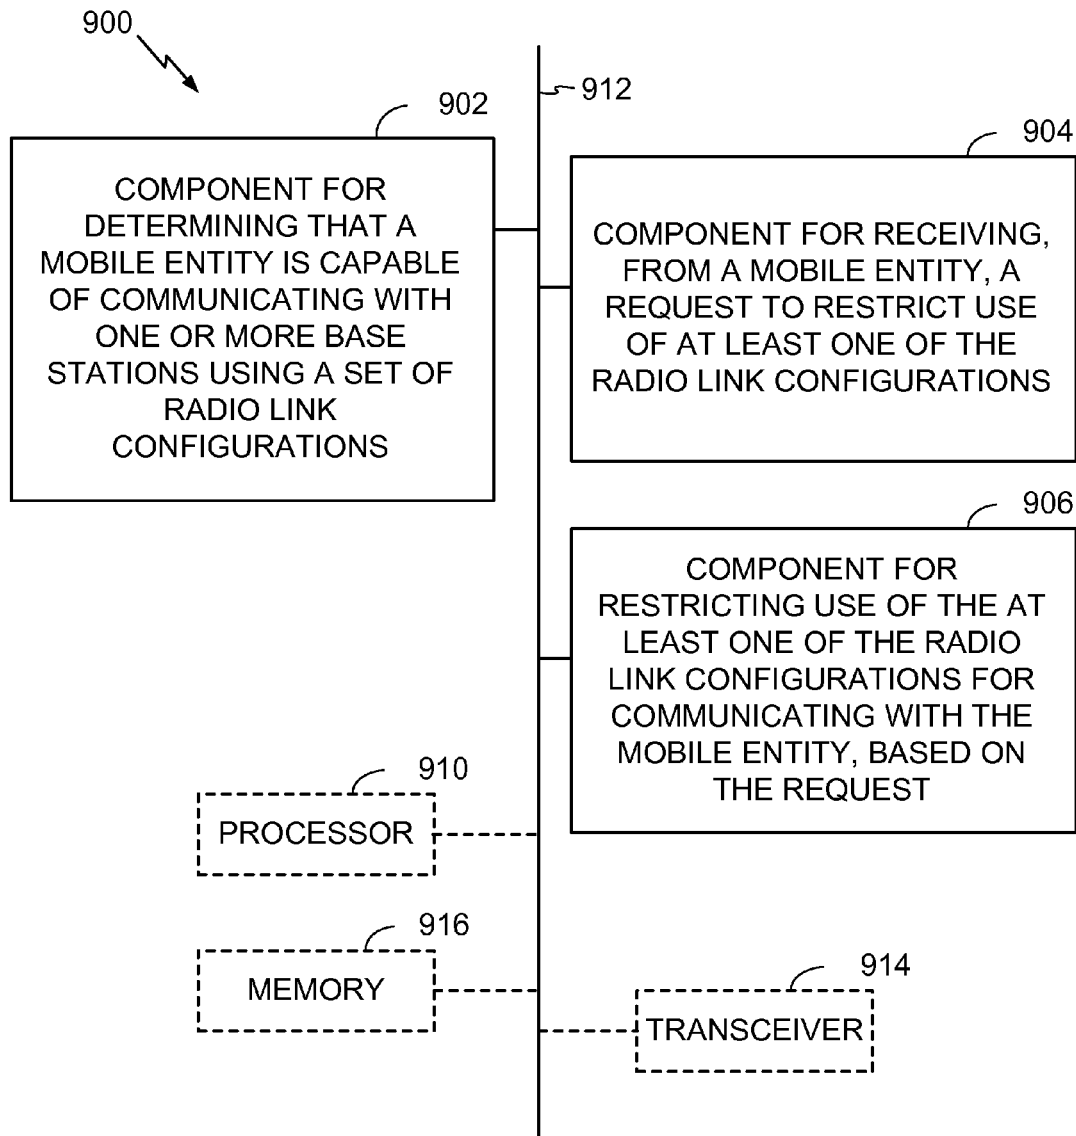 900
912
902
COMPONENT FOR
DETERMINING THAT A
MOBILE ENTITY IS CAPABLE
OF COMMUNICATING WITH
ONE OR MORE BASE
STATIONS USING A SET OF
RADIO LINK
CONFIGURATIONS
904
COMPONENT FOR RECEIVING,
FROM A MOBILE ENTITY, A
REQUEST TO RESTRICT USE
OF AT LEAST ONE OF THE
RADIO LINK CONFIGURATIONS
906
COMPONENT FOR
RESTRICTING USE OF THE AT
LEAST ONE OF THE RADIO
LINK CONFIGURATIONS FOR
COMMUNICATING WITH THE
MOBILE ENTITY, BASED ON
THE REQUEST
910
PROCESSOR
916
MEMORY
914
TRANSCEIVER